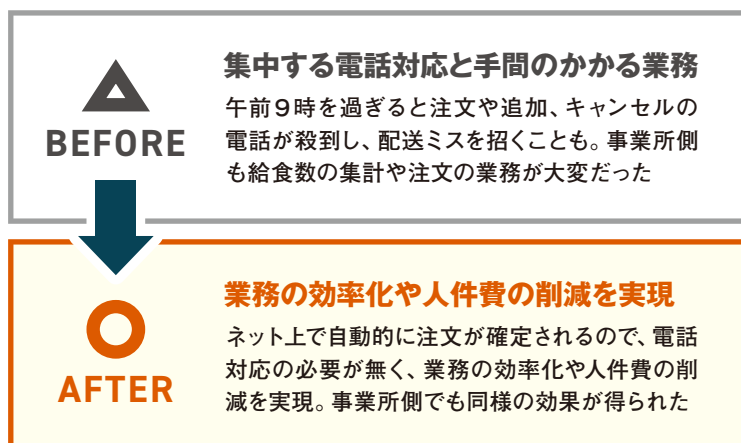 集中する電話対応と手間のかかる業務
午前9時を過ぎると注文や追加、キャンセルの
電話が殺到し、配送ミスを招くことも。事業所側
も給食数の集計や注文の業務が大変だった
BEFORE
業務の効率化や人件費の削減を実現
ネット上で自動的に注文が確定されるので、電話
対応の必要が無く、業務の効率化や人件費の削
減を実現。事業所側でも同様の効果が得られた
AFTER